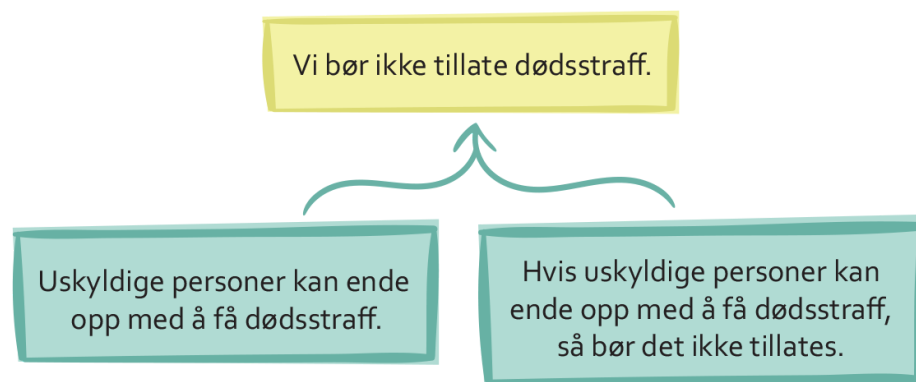 Vi bør ikke tillate dødsstraff.
Uskyldige personer kan ende
opp med å få dødsstraff.
Hvis uskyldige personer kan
ende opp med å få dødsstraff,
så bør det ikke tillates.